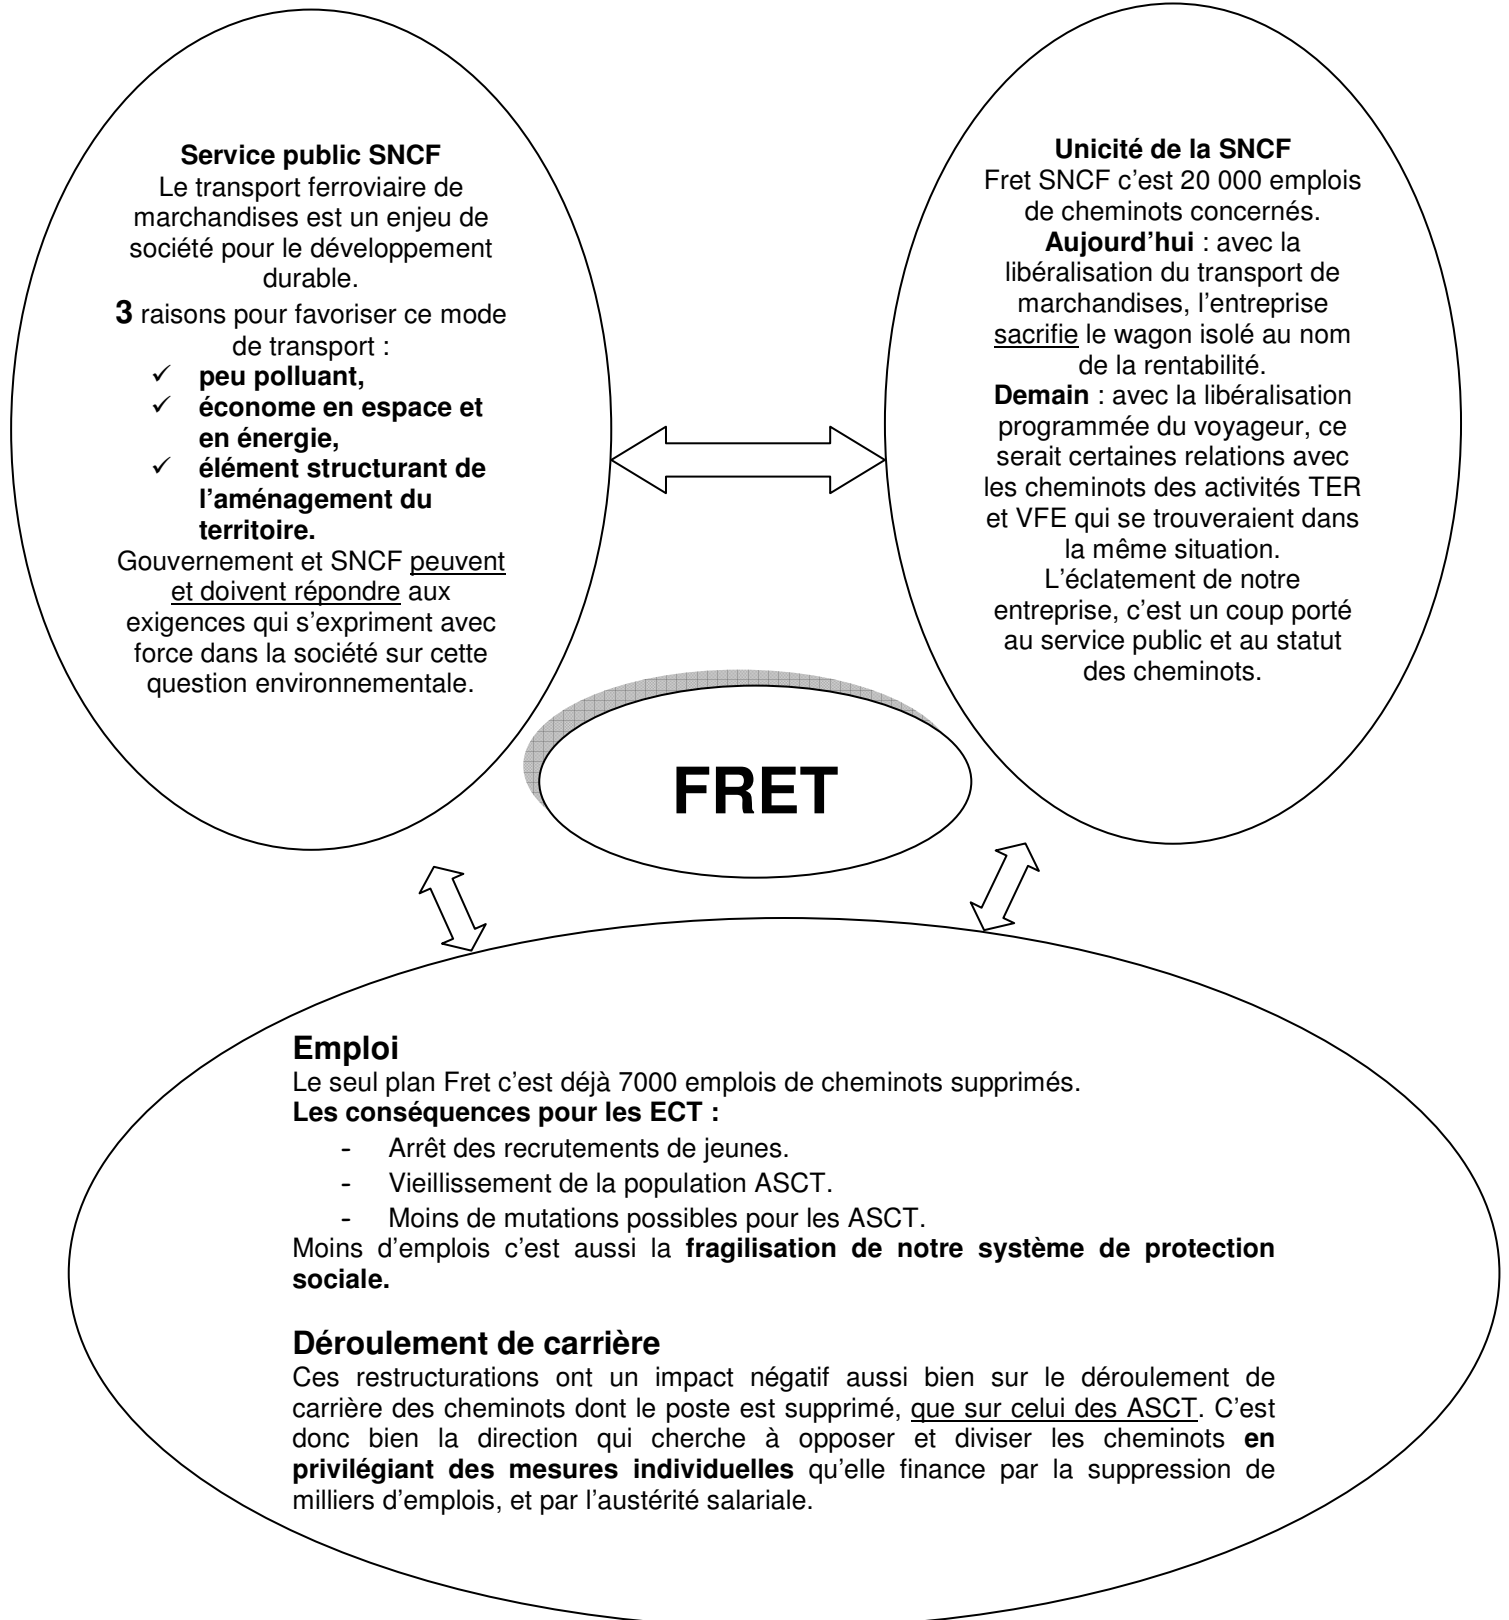 Service public SNCF
Le transport ferroviaire de
marchandises est un enjeu de
société pour le développement
durable.
3 raisons pour favoriser ce mode
de transport :
✓ peu polluant,
✓ économe en espace et
en énergie,
✓ élément structurant de
l'aménagement du
territoire.
Gouvernement et SNCF peuvent
et doivent répondre aux
exigences qui s'expriment avec
force dans la société sur cette
question environnementale.
Unicité de la SNCF
Fret SNCF c'est 20 000 emplois
de cheminots concernés.
Aujourd'hui : avec la
libéralisation du transport de
marchandises, l'entreprise
sacrifie le wagon isolé au nom
de la rentabilité.
Demain : avec la libéralisation
programmée du voyageur, ce
serait certaines relations avec
les cheminots des activités TER
et VFE qui se trouveraient dans
la même situation.
L'éclatement de notre
entreprise, c'est un coup porté
au service public et au statut
des cheminots.
FRET
Emploi
Le seul plan Fret c'est déjà 7000 emplois de cheminots supprimés.
Les conséquences pour les ECT :
- Arrêt des recrutements de jeunes.
- Vieillissement de la population ASCT.
- Moins de mutations possibles pour les ASCT.
Moins d'emplois c'est aussi la fragilisation de notre système de protection
sociale.
Déroulement de carrière
Ces restructurations ont un impact négatif aussi bien sur le déroulement de
carrière des cheminots dont le poste est supprimé, que sur celui des ASCT. C'est
donc bien la direction qui cherche à opposer et diviser les cheminots en
privilégiant des mesures individuelles qu'elle finance par la suppression de
milliers d'emplois, et par l'austérité salariale.